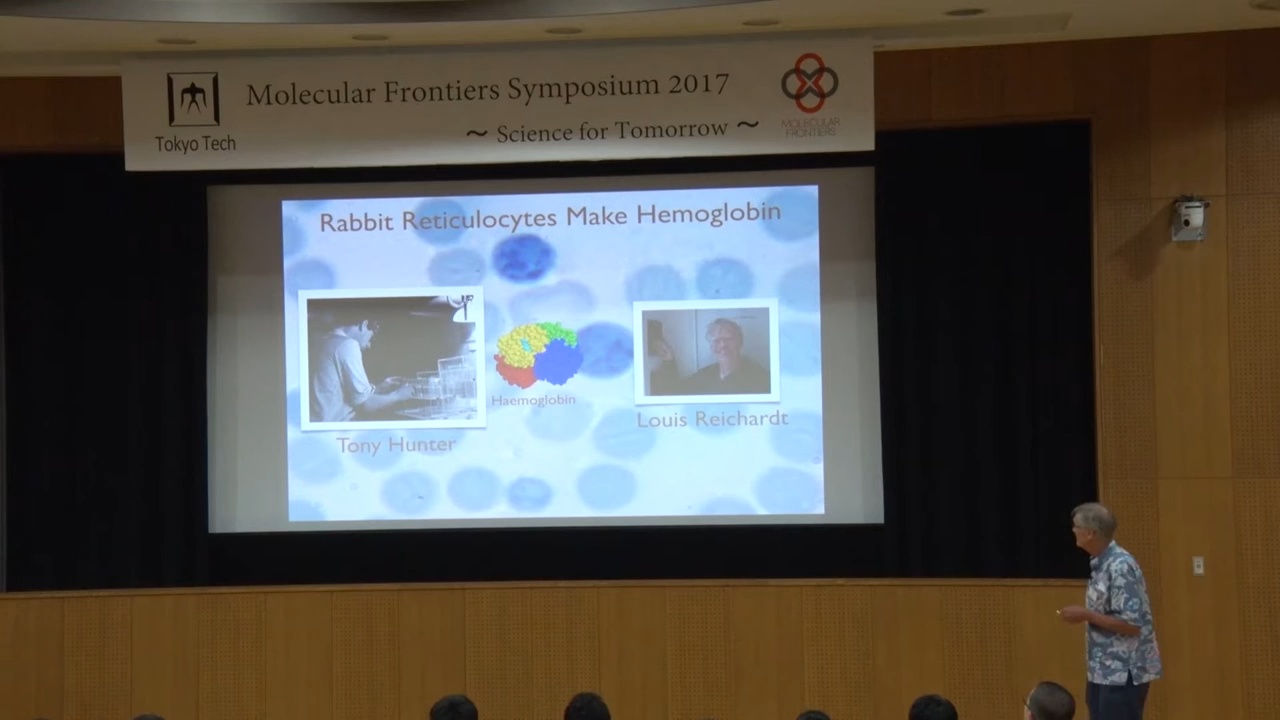 Tokyo Tech
Molecular Frontiers Symposium 2017
～ Science for Tomorrow ～
MOLECULAR
FRONTIERS
Rabbit Reticulocytes Make Hemoglobin
Haemoglobin
Tony Hunter
Louis Reichardt